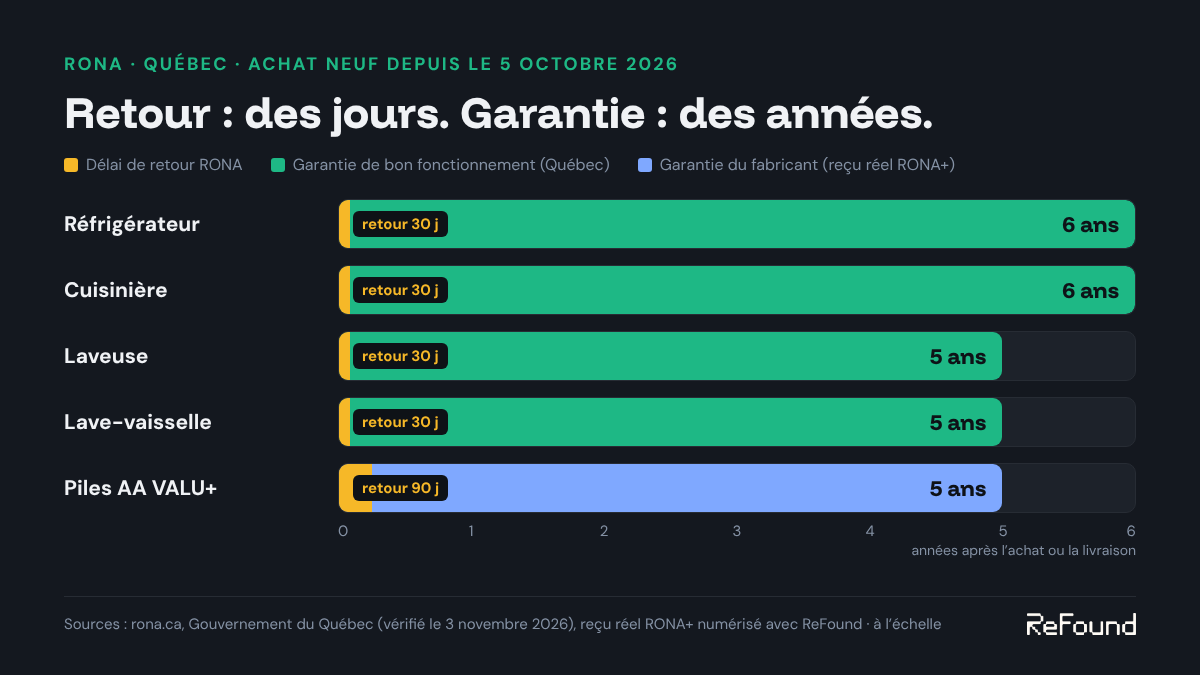 RONA · QUÉBEC · ACHAT NEUF DEPUIS LE 5 OCTOBRE 2026
Retour : des jours. Garantie : des années.
Délai de retour RONA
Garantie de bon fonctionnement (Québec)
Garantie du fabricant (reçu réel RONA+)
Réfrigérateur
retour 30 j
6 ans
Cuisinière
retour 30 j
6 ans
Laveuse
retour 30 j
5 ans
Lave-vaisselle
retour 30 j
5 ans
Piles AA VALU+
retour 90 j
5 ans
0 1 2 3 4 5 6
années après l’achat ou la livraison
Sources : rona.ca, Gouvernement du Québec (vérifié le 3 novembre 2026), reçu réel RONA+ numérisé avec ReFound · à l’échelle
ReFound